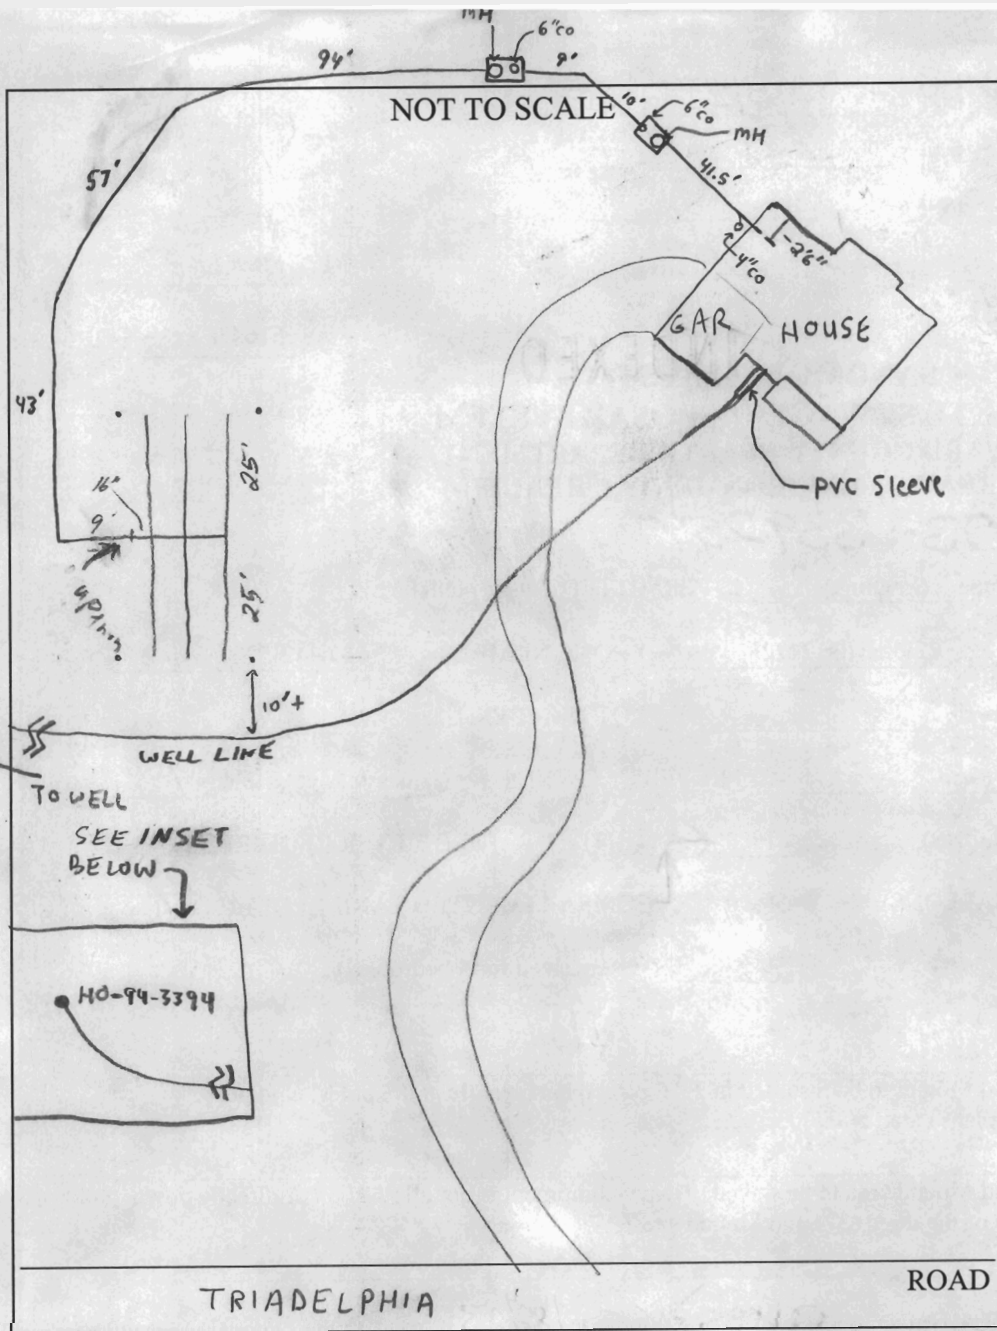 MH
6"CO
94'
9'
NOT TO SCALE
10'
6"CO
MH
57'
41.5'
-2'6"
4"CO
GAR
HOUSE
43'
25'
16"
9'
PVC Sleeve
25'
10'+
WELL LINE
TO WELL
SEE INSET
BELOW
HO-94-3394
ROAD
TRIADELPHIA